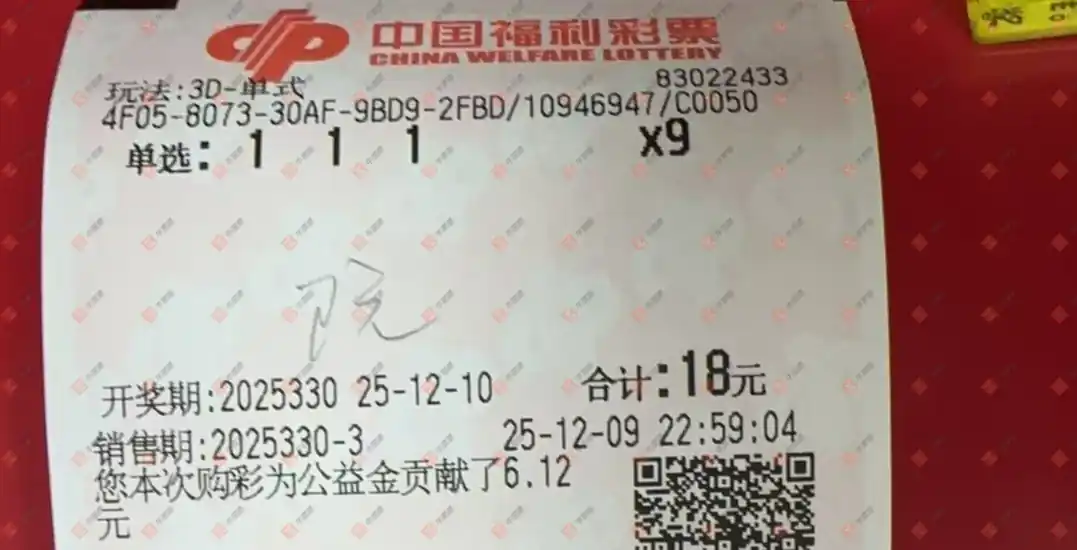 中国福利彩票
CHINA WELFARE LOTTERY
玩法:3D-单式 83022433
4F05-8073-30AF-9BD9-2FBD/10946947/C0050
单选: 1 1 1 X9
院
开奖期:2025330 25-12-10 合计:18元
销售期:2025330-3 25-12-09 22:59:04
您本次购彩为公益金贡献了6.12
元